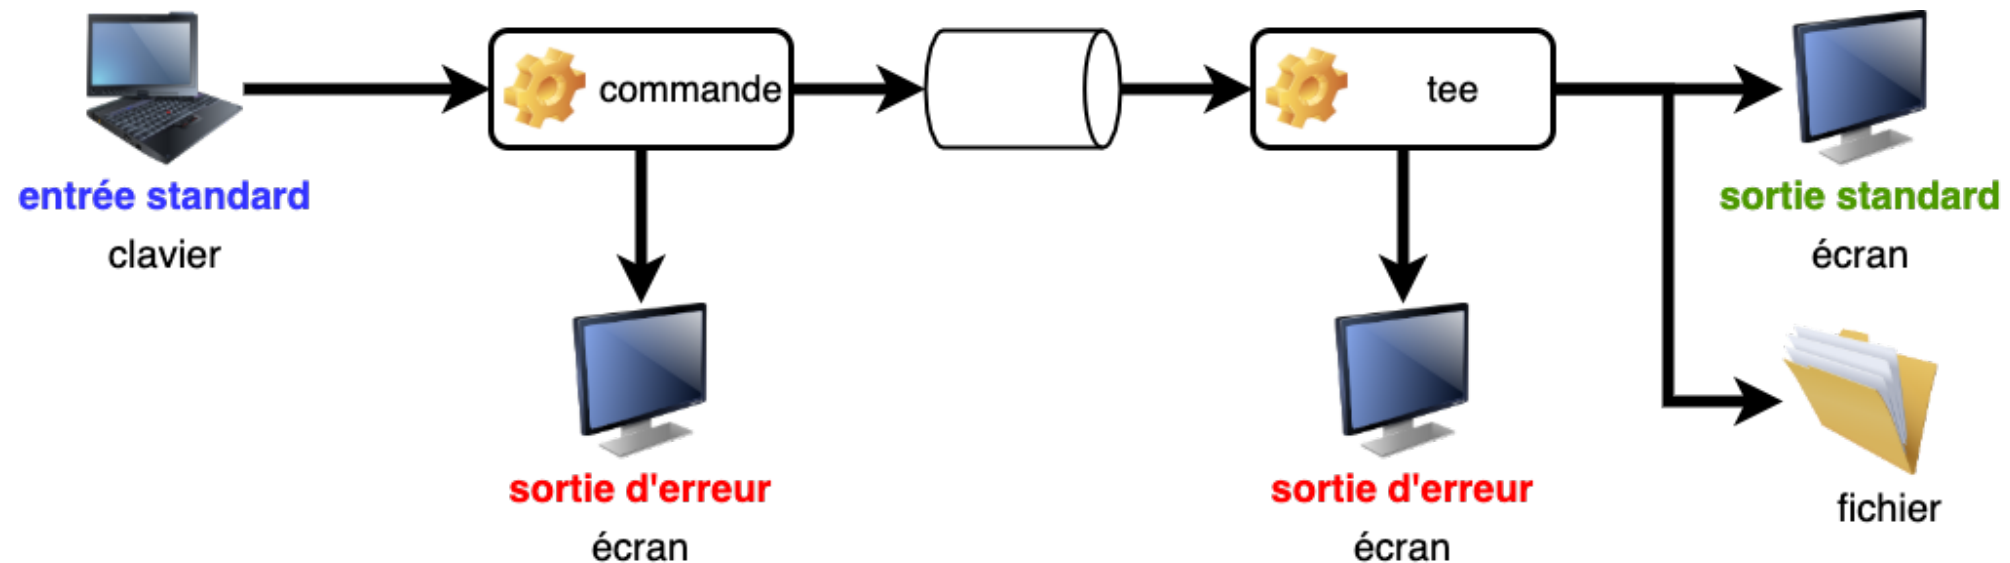 commande
tee
entrée standard
clavier
sortie standard
écran
sortie d'erreur
écran
sortie d'erreur
écran
fichier